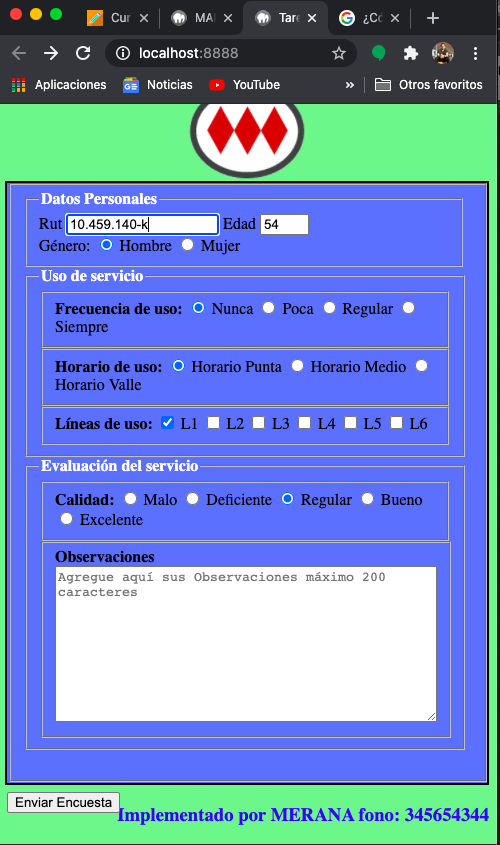 Cur
MA
Tare
¿Có
localhost:8888
Aplicaciones
Noticias
YouTube
»
Otros favoritos
Datos Personales
Rut 10.459.140-k Edad 54
Género: Hombre Mujer
Uso de servicio
Frecuencia de uso: Nunca Poca Regular
Siempre
Horario de uso: Horario Punta Horario Medio
Horario Valle
Líneas de uso: L1 L2 L3 L4 L5 L6
Evaluación del servicio
Calidad: Malo Deficiente Regular Bueno
Excelente
Observaciones
Agregue aquí sus Observaciones máximo 200
caracteres
Enviar Encuesta
Implementado por MERANA fono: 345654344